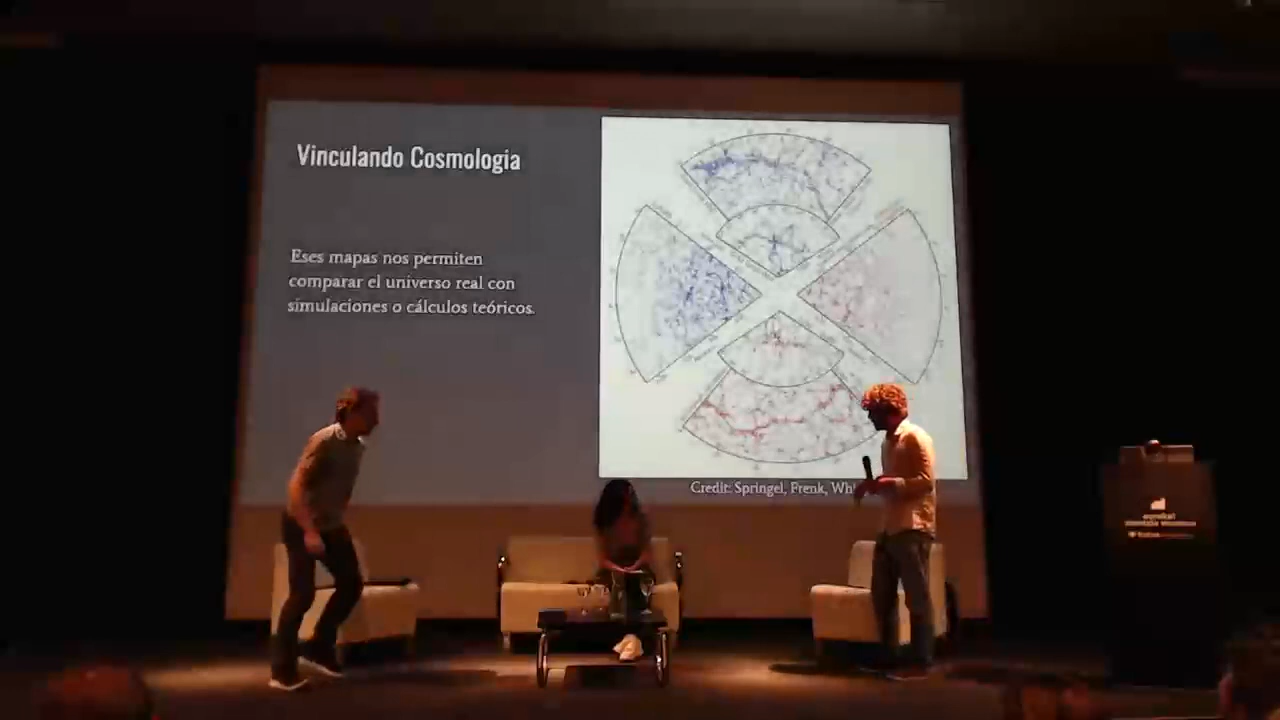 Vinculando Cosmologia
Eses mapas nos permiten
comparar el universo real con
simulaciones o cálculos teóricos.
Credit: Springel, Frenk,